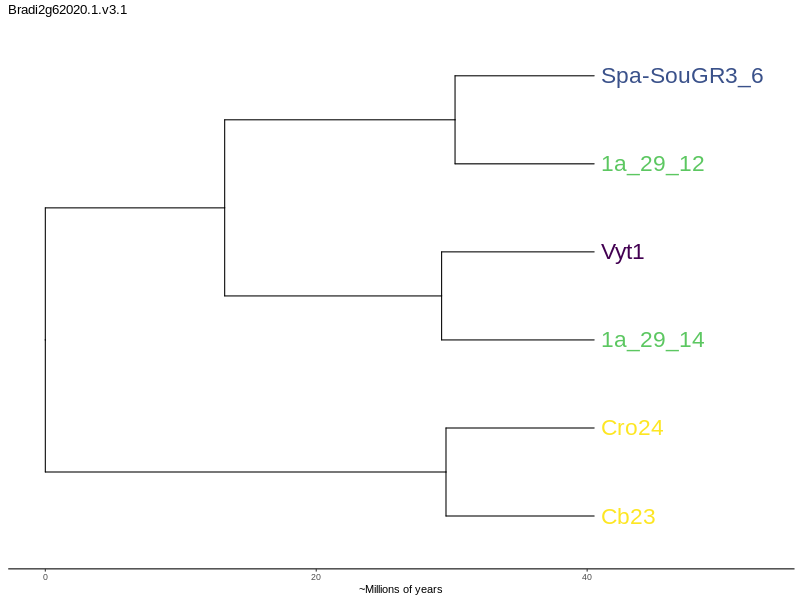 Bradi2g62020.1.v3.1
Spa-SouGR3_6
1a_29_12
Vyt1
1a_29_14
Cro24
Cb23
0 20 40
~Millions of years